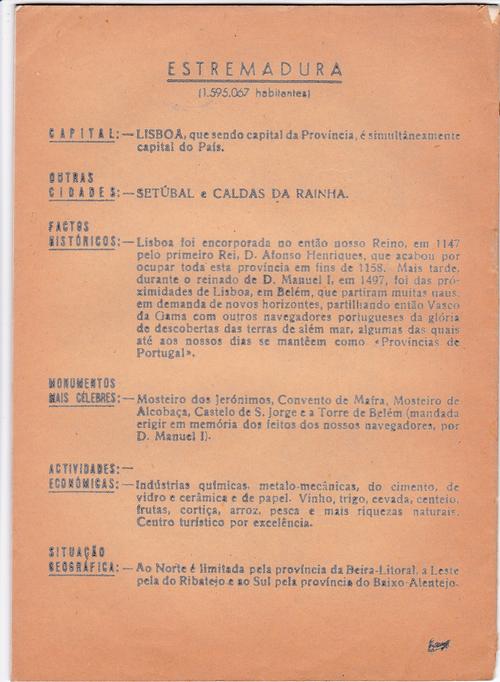 ESTREMADURA
(1.595.067 habitantes)
CAPITAL:—LISBOA, que sendo capital da Província, é simultâneamente
capital do País.
OUTRAS
CIDADES:—SETÚBAL e CALDAS DA RAINHA.
FACTOS
HISTÓRICOS:—Lisboa foi encorporada no então nosso Reino, em 1147
pelo primeiro Rei, D. Afonso Henriques, que acabou por
ocupar toda esta província em fins de 1158. Mais tarde,
durante o reinado de D. Manuel I, em 1497, foi das pró-
ximidades de Lisboa, em Belém, que partiram muitas naus,
em demanda de novos horizontes, partilhando então Vasco
da Gama com outros navegadores portugueses da glória
de descobertas das terras de além mar, algumas das quais
até aos nossos dias se mantêem como «Províncias de
Portugal».
MONUMENTOS
MAIS CÉLEBRES:—Mosteiro dos Jerónimos, Convento de Mafra, Mosteiro de
Alcobaça, Castelo de S. Jorge e a Torre de Belém (mandada
erigir em memória dos feitos dos nossos navegadores, por
D. Manuel I).
ACTIVIDADES:—
ECONÓMICAS:—Indústrias químicas, metalo-mecânicas, do cimento, de
vidro e cerâmica e de papel. Vinho, trigo, cevada, centeio,
frutas, cortiça, arroz, pesca e mais riquezas naturais.
Centro turístico por excelência.
SITUAÇÃO
GEOGRÁFICA:—Ao Norte é limitada pela província da Beira-Litoral, a Leste
pela do Ribatejo e ao Sul pela província do Baixo-Alentejo.